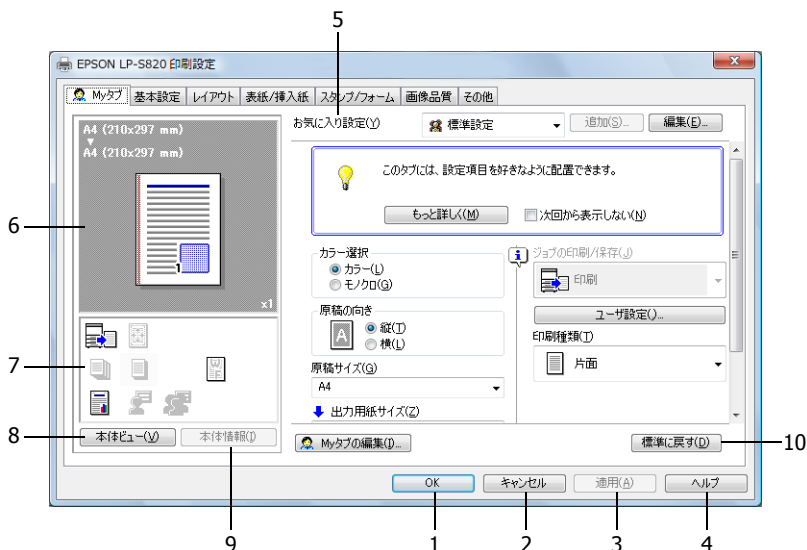 5
EPSON LP-S820 印刷設定
Myタブ 基本設定 レイアウト 表紙/挿入紙 スタンプ/フォーム 画像品質 その他
A4 (210x297 mm)
A4 (210x297 mm)
1
x1
お気に入り設定(Y) 標準設定 追加(S)... 編集(E)...
このタブには、設定項目を好きなように配置できます。
もっと詳しく(M) 次回から表示しない(N)
カラー選択
カラー(L)
モノクロ(G)
原稿の向き
A
縦(T)
横(L)
原稿サイズ(G)
A4
出力用紙サイズ(Z)
ジョブの印刷/保存(J)
印刷
ユーザ設定()...
印刷種類(T)
片面
本体ビュー(V) 本体情報(I)
Myタブの編集(I)... 標準に戻す(D)
OK キャンセル 適用(A) ヘルプ
6
7
8
10
9
1
2
3
4